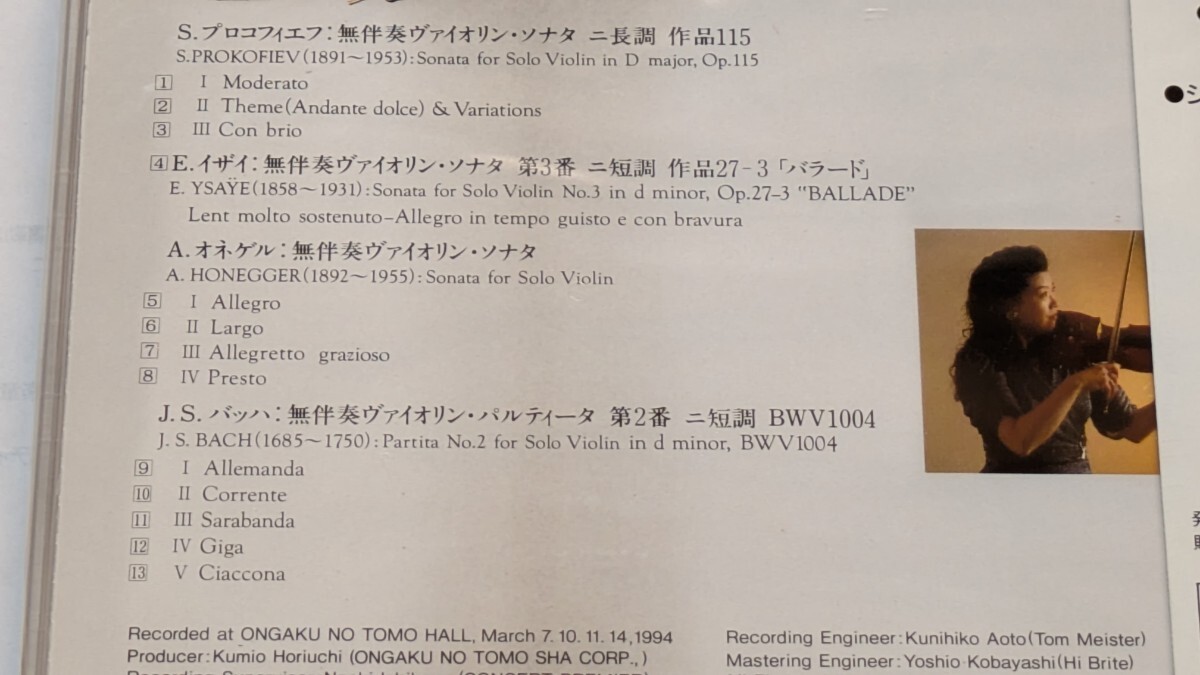 S.プロコフィエフ:無伴奏ヴァイオリン・ソナタ ニ長調 作品115
S.PROKOFIEV(1891〜1953):Sonata for Solo Violin in D major, Op.115
1 I Moderato
2 II Theme(Andante dolce) & Variations
3 III Con brio
4 E.イザイ:無伴奏ヴァイオリン・ソナタ 第3番 ニ短調 作品27-3「バラード」
E. YSAŸE(1858〜1931):Sonata for Solo Violin No.3 in d minor, Op.27-3 "BALLADE"
Lent molto sostenuto-Allegro in tempo guisto e con bravura
A.オネゲル:無伴奏ヴァイオリン・ソナタ
A. HONEGGER(1892〜1955):Sonata for Solo Violin
5 I Allegro
6 II Largo
7 III Allegretto grazioso
8 IV Presto
J.S.バッハ:無伴奏ヴァイオリン・パルティータ 第2番 ニ短調 BWV1004
J. S. BACH(1685〜1750):Partita No.2 for Solo Violin in d minor, BWV1004
9 I Allemanda
10 II Corrente
11 III Sarabanda
12 IV Giga
13 V Ciaccona
Recorded at ONGAKU NO TOMO HALL, March 7. 10. 11. 14, 1994
Producer:Kumio Horiuchi (ONGAKU NO TOMO SHA CORP.,)
Recording Engineer:Kunihiko Aoto(Tom Meister)
Mastering Engineer:Yoshio Kobayashi(Hi Brite)